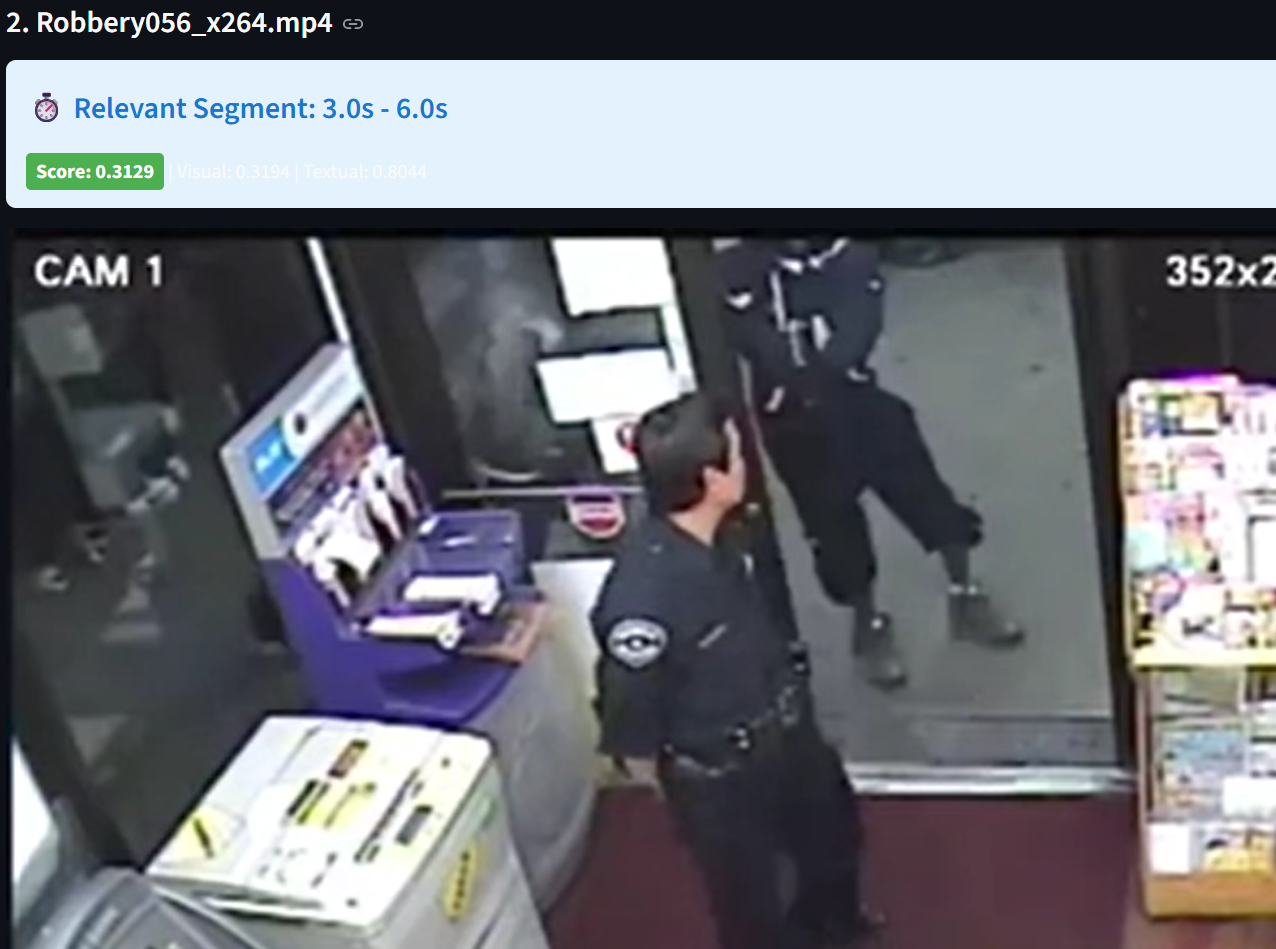 2. Robbery056_x264.mp4
Relevant Segment: 3.0s - 6.0s
Score: 0.3129 | Visual: 0.3194 | Textual: 0.8044
CAM 1
352x2